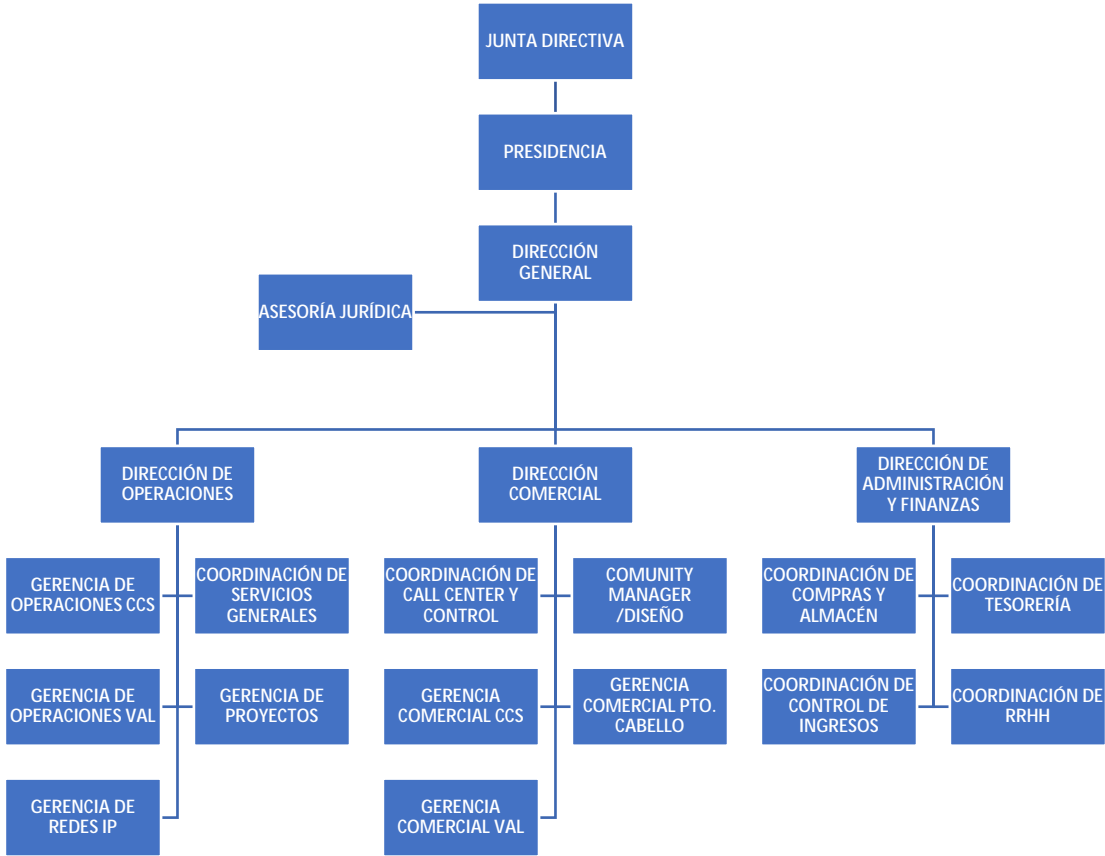 JUNTA DIRECTIVA
PRESIDENCIA
DIRECCIÓN
GENERAL
ASESORÍA JURÍDICA
DIRECCIÓN DE
OPERACIONES
DIRECCIÓN
COMERCIAL
DIRECCIÓN DE
ADMINISTRACIÓN
Y FINANZAS
GERENCIA DE
OPERACIONES CCS
COORDINACIÓN DE
SERVICIOS
GENERALES
COORDINACIÓN DE
CALL CENTER Y
CONTROL
COMUNITY
MANAGER
/DISEÑO
COORDINACIÓN DE
COMPRAS Y
ALMACÉN
COORDINACIÓN DE
TESORERÍA
GERENCIA DE
OPERACIONES VAL
GERENCIA DE
PROYECTOS
GERENCIA
COMERCIAL CCS
GERENCIA
COMERCIAL PTO.
CABELLO
COORDINACIÓN DE
CONTROL DE
INGRESOS
COORDINACIÓN DE
RRHH
GERENCIA DE
REDES IP
GERENCIA
COMERCIAL VAL